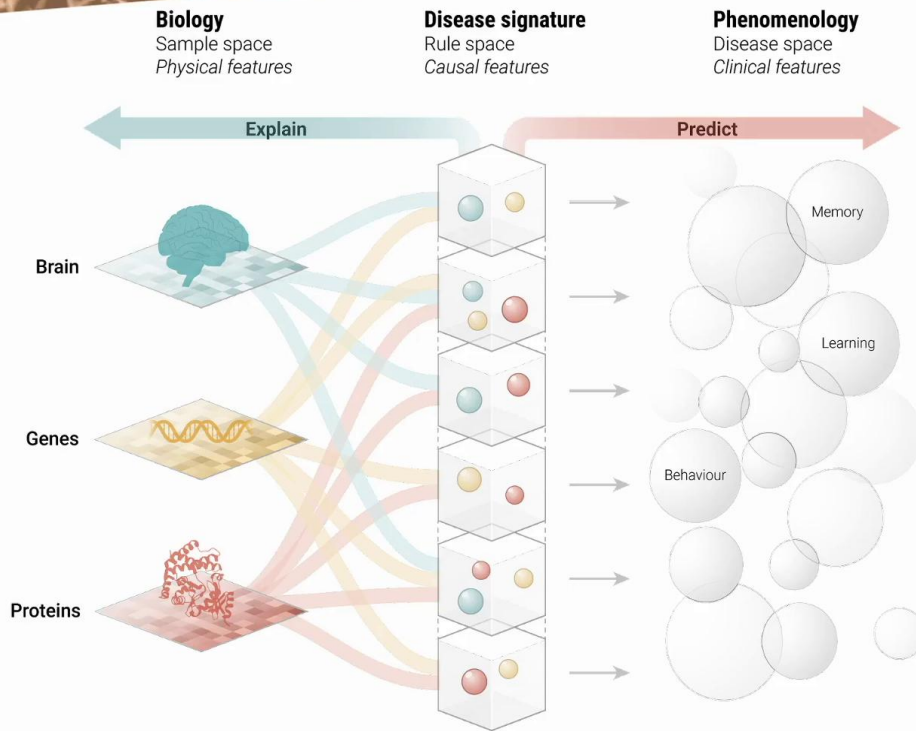 Biology
Sample space
Physical features
Disease signature
Rule space
Causal features
Phenomenology
Disease space
Clinical features
Explain
Predict
Brain
Genes
Proteins
Memory
Learning
Behaviour